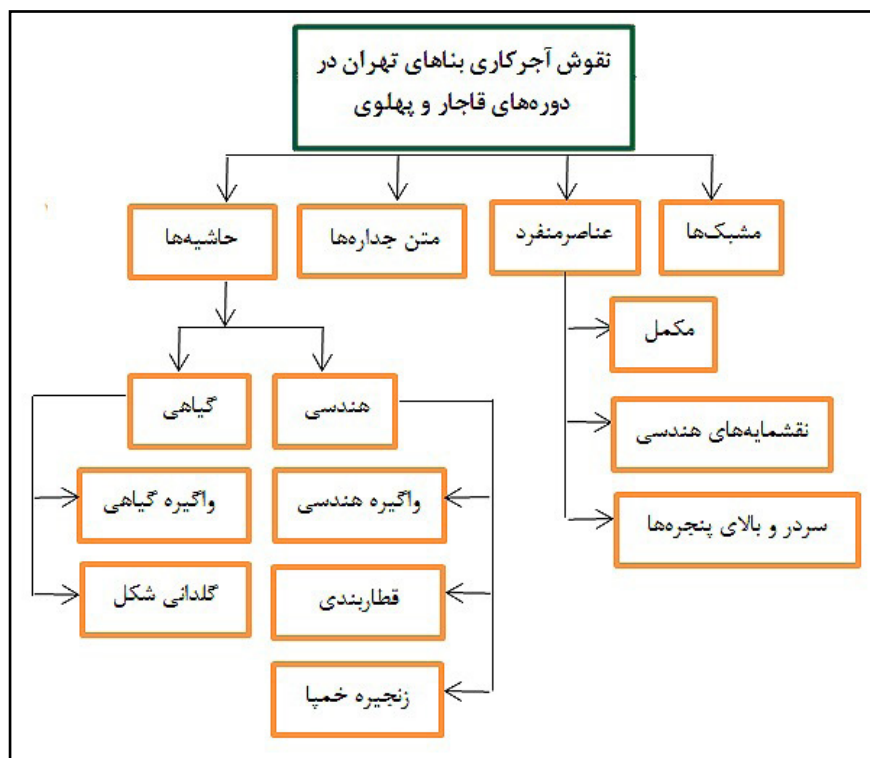 نقوش آجرکاری بناهای تهران در
دوره‌های قاجار و پهلوی
مشبک‌ها
عناصرمنفرد
متن جداره‌ها
حاشیه‌ها
مکمل
نقشمایه‌های هندسی
سردر و بالای پنجره‌ها
هندسی
گیاهی
واگیره هندسی
قطاربندی
زنجیره خمپا
واگیره گیاهی
گلدانی شکل